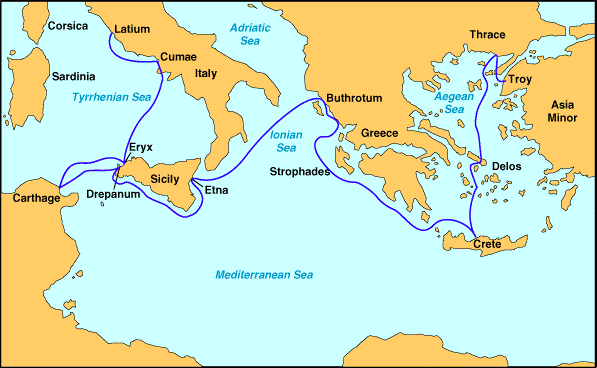 Corsica
Latium
Adriatic
Sea
Thrace
Cumae
Italy
Sardinia
Tyrrhenian Sea
Troy
Buthrotum
Aegean
Sea
Asia
Minor
Ionian
Sea
Greece
Eryx
Strophades
Delos
Sicily
Etna
Drepanum
Carthage
Crete
Mediterranean Sea